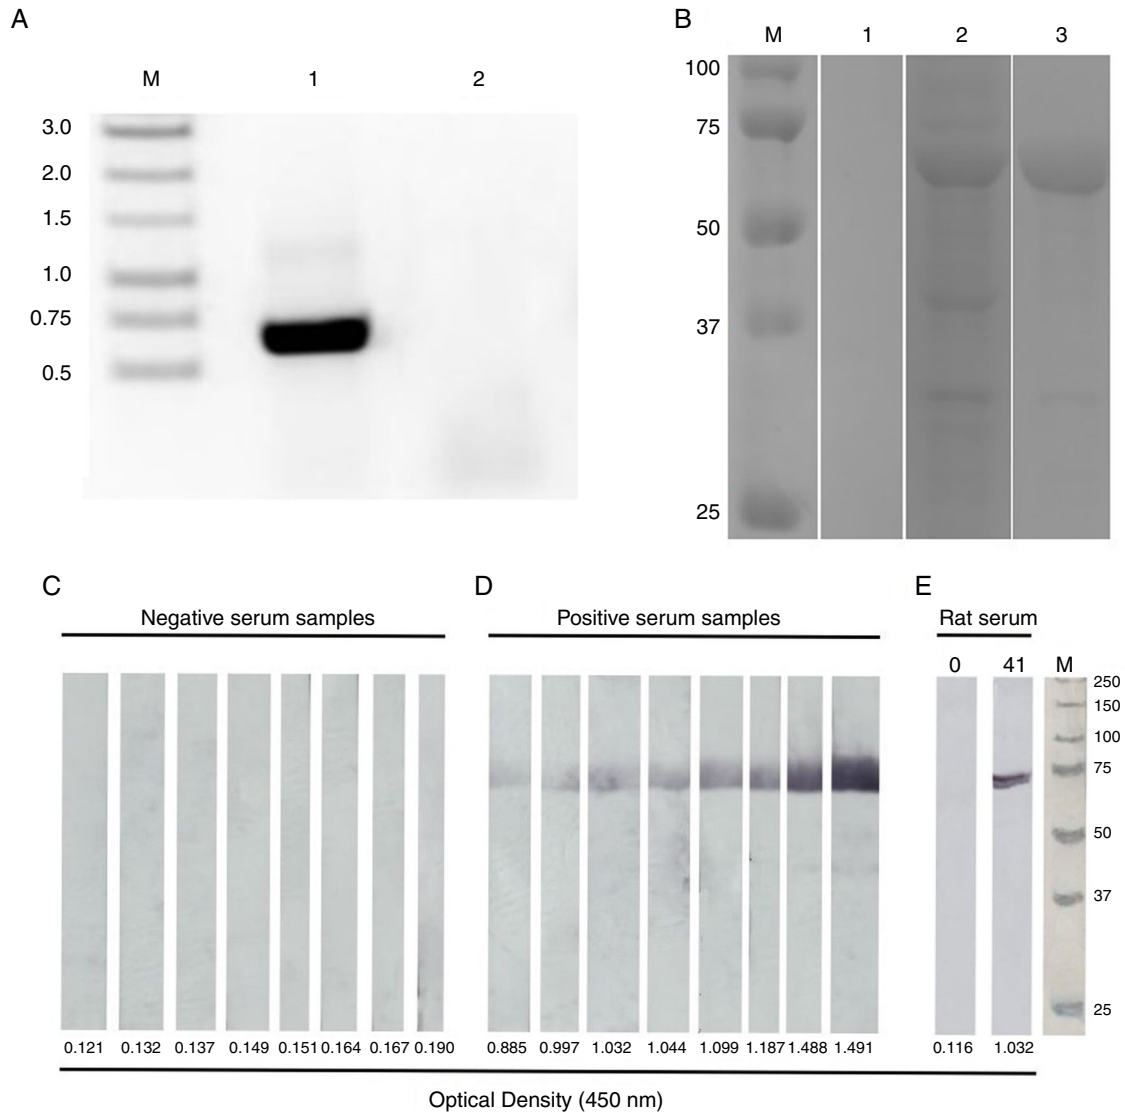 A
M 1 2
3.0
2.0
1.5
1.0
0.75
0.5
B
M 1 2 3
100
75
50
37
25
C
Negative serum samples
0.121 0.132 0.137 0.149 0.151 0.164 0.167 0.190
D
Positive serum samples
0.885 0.997 1.032 1.044 1.099 1.187 1.488 1.491
E
Rat serum
0 41 M
250
150
100
75
50
37
25
0.116 1.032
Optical Density (450 nm)